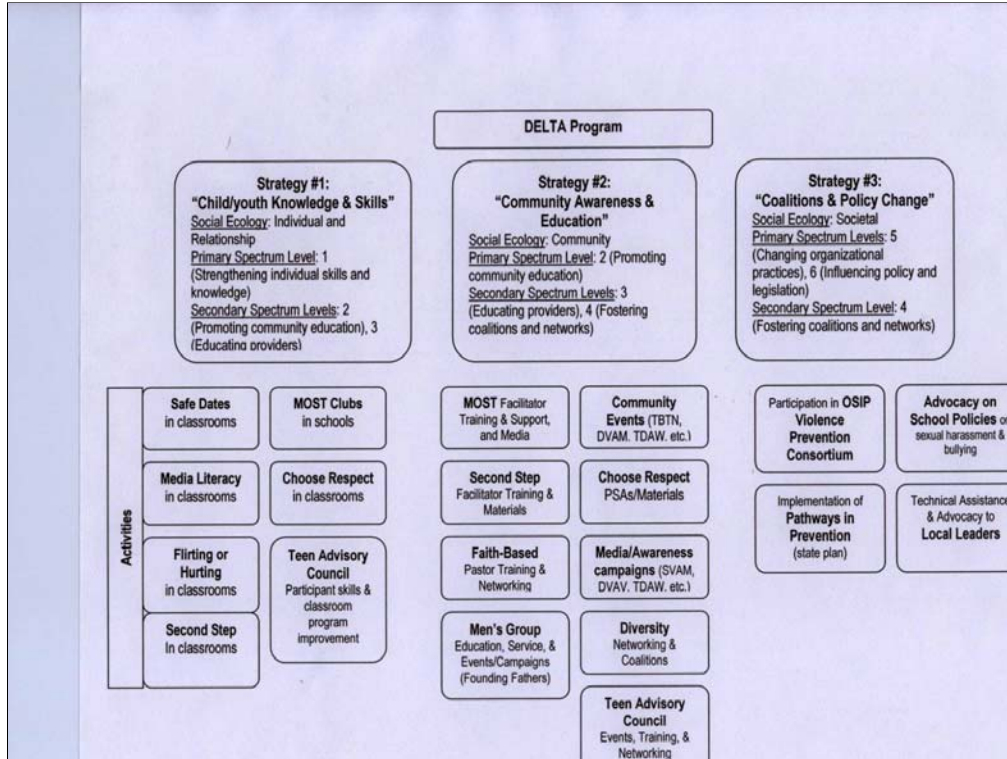 DELTA Program
Strategy #1:
“Child/youth Knowledge & Skills”
Social Ecology: Individual and
Relationship
Primary Spectrum Level: 1
(Strengthening individual skills and
knowledge)
Secondary Spectrum Levels: 2
(Promoting community education), 3
(Educating providers)
Strategy #2:
“Community Awareness &
Education”
Social Ecology: Community
Primary Spectrum Level: 2 (Promoting
community education)
Secondary Spectrum Levels: 3
(Educating providers), 4 (Fostering
coalitions and networks)
Strategy #3:
“Coalitions & Policy Change”
Social Ecology: Societal
Primary Spectrum Levels: 5
(Changing organizational
practices), 6 (Influencing policy and
legislation)
Secondary Spectrum Level: 4
(Fostering coalitions and networks)
Activities
Safe Dates
in classrooms
MOST Clubs
in schools
Media Literacy
in classrooms
Choose Respect
in classrooms
Flirting or
Hurting
in classrooms
Teen Advisory
Council
Participant skills &
classroom
program
improvement
Second Step
In classrooms
MOST Facilitator
Training & Support,
and Media
Community
Events (TBTN,
DVAM, TDAW, etc.)
Second Step
Facilitator Training &
Materials
Choose Respect
PSAs/Materials
Faith-Based
Pastor Training &
Networking
Media/Awareness
campaigns (SVAM,
DVAV, TDAW, etc.)
Men’s Group
Education, Service, &
Events/Campaigns
(Founding Fathers)
Diversity
Networking &
Coalitions
Teen Advisory
Council
Events, Training, &
Networking
Participation in OSIP
Violence
Prevention
Consortium
Advocacy on
School Policies
sexual harassment &
bullying
Implementation of
Pathways in
Prevention
(state plan)
Technical Assistance
& Advocacy to
Local Leaders